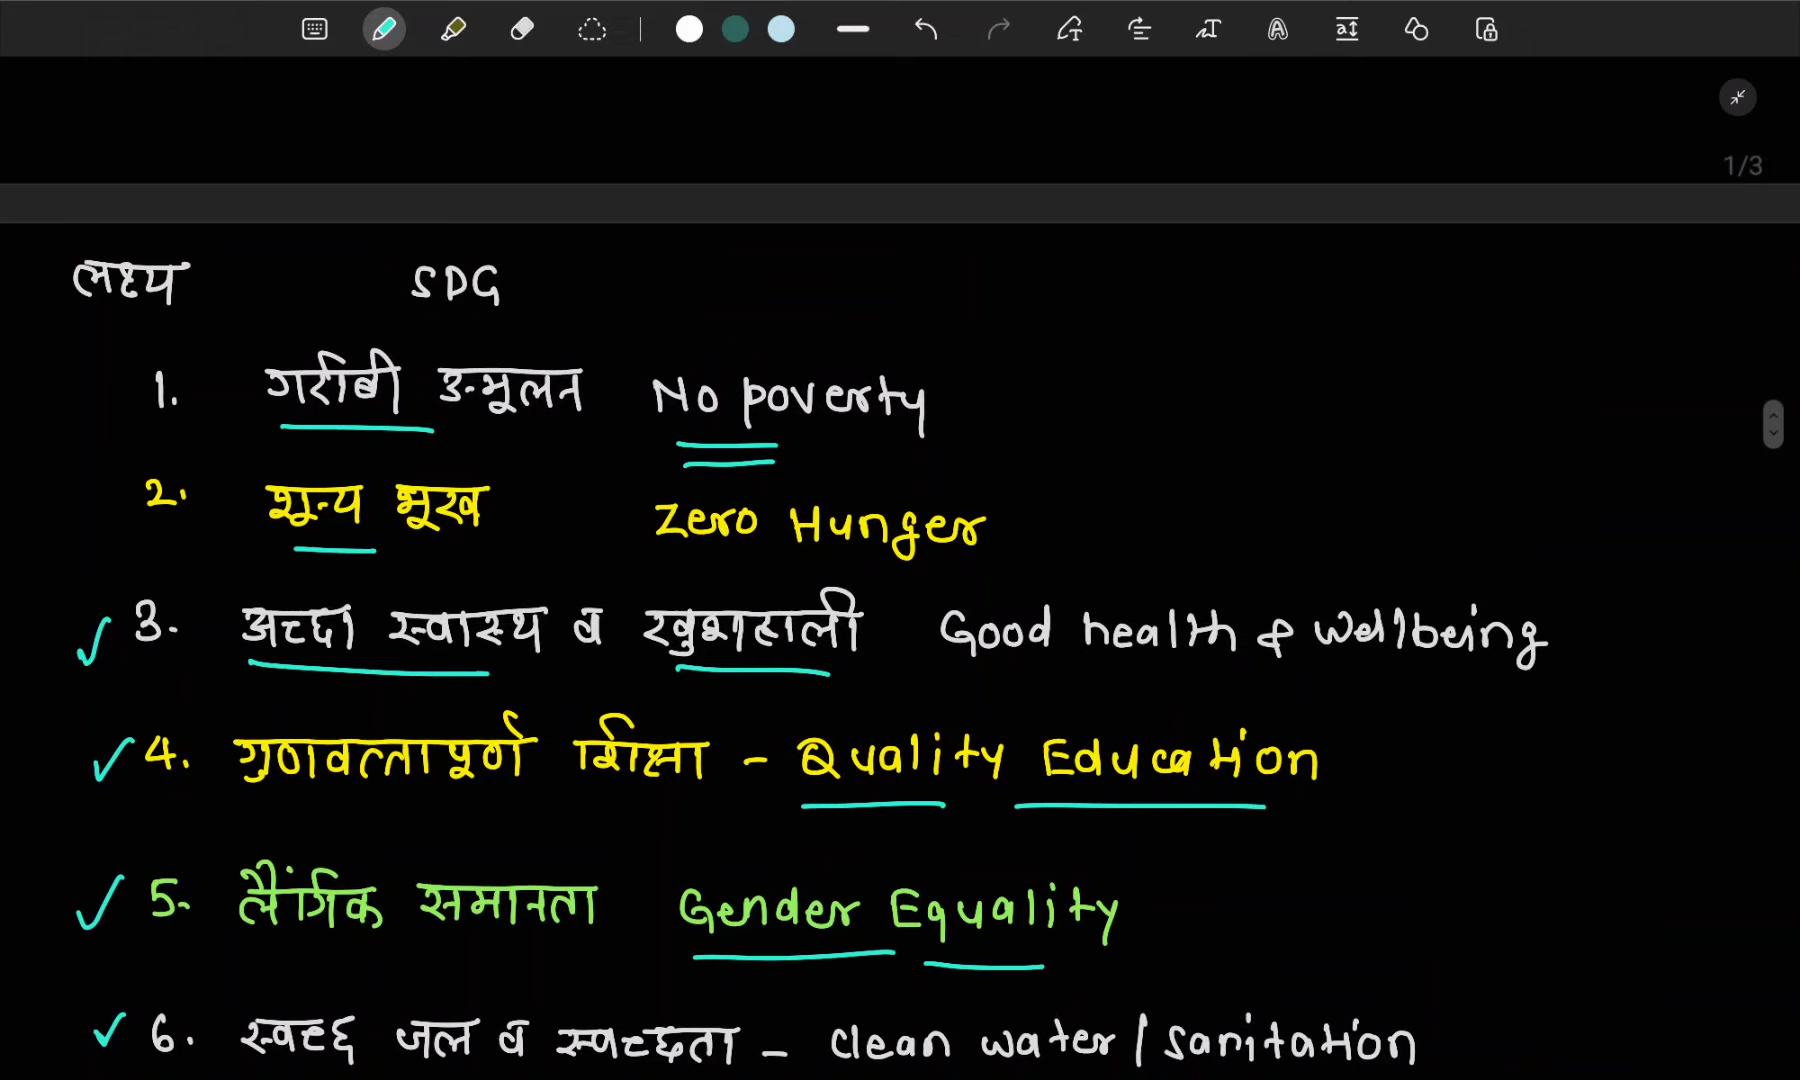 1/3
लक्ष्य SDG
1. गरीबी उन्मूलन No poverty
2. शून्य भूख Zero Hunger
3. अच्छा स्वास्थ्य व खुशहाली Good health & wellbeing
4. गुणवत्तापूर्ण शिक्षा - Quality Education
5. लैंगिक समानता Gender Equality
6. स्वच्छ जल व स्वच्छता - clean water / sanitation